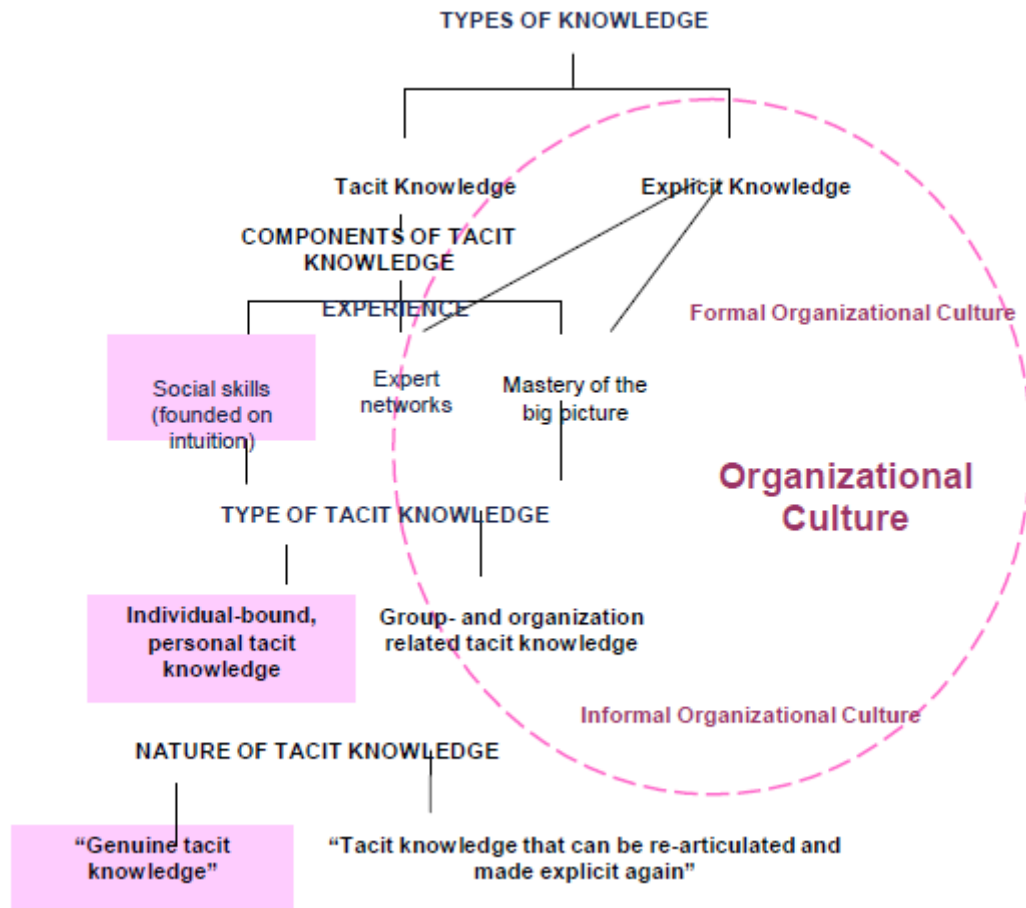 TYPES OF KNOWLEDGE
Tacit Knowledge
Explicit Knowledge
COMPONENTS OF TACIT
KNOWLEDGE
EXPERIENCE
Formal Organizational Culture
Social skills
(founded on
intuition)
Expert
networks
Mastery of the
big picture
Organizational
Culture
TYPE OF TACIT KNOWLEDGE
Individual-bound,
personal tacit
knowledge
Group- and organization
related tacit knowledge
Informal Organizational Culture
NATURE OF TACIT KNOWLEDGE
“Genuine tacit
knowledge”
“Tacit knowledge that can be re-articulated and
made explicit again”